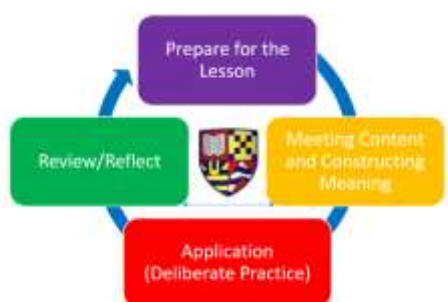 Prepare for the
Lesson
Meeting Content
and Constructing
Meaning
Application
(Deliberate Practice)
Review/Reflect